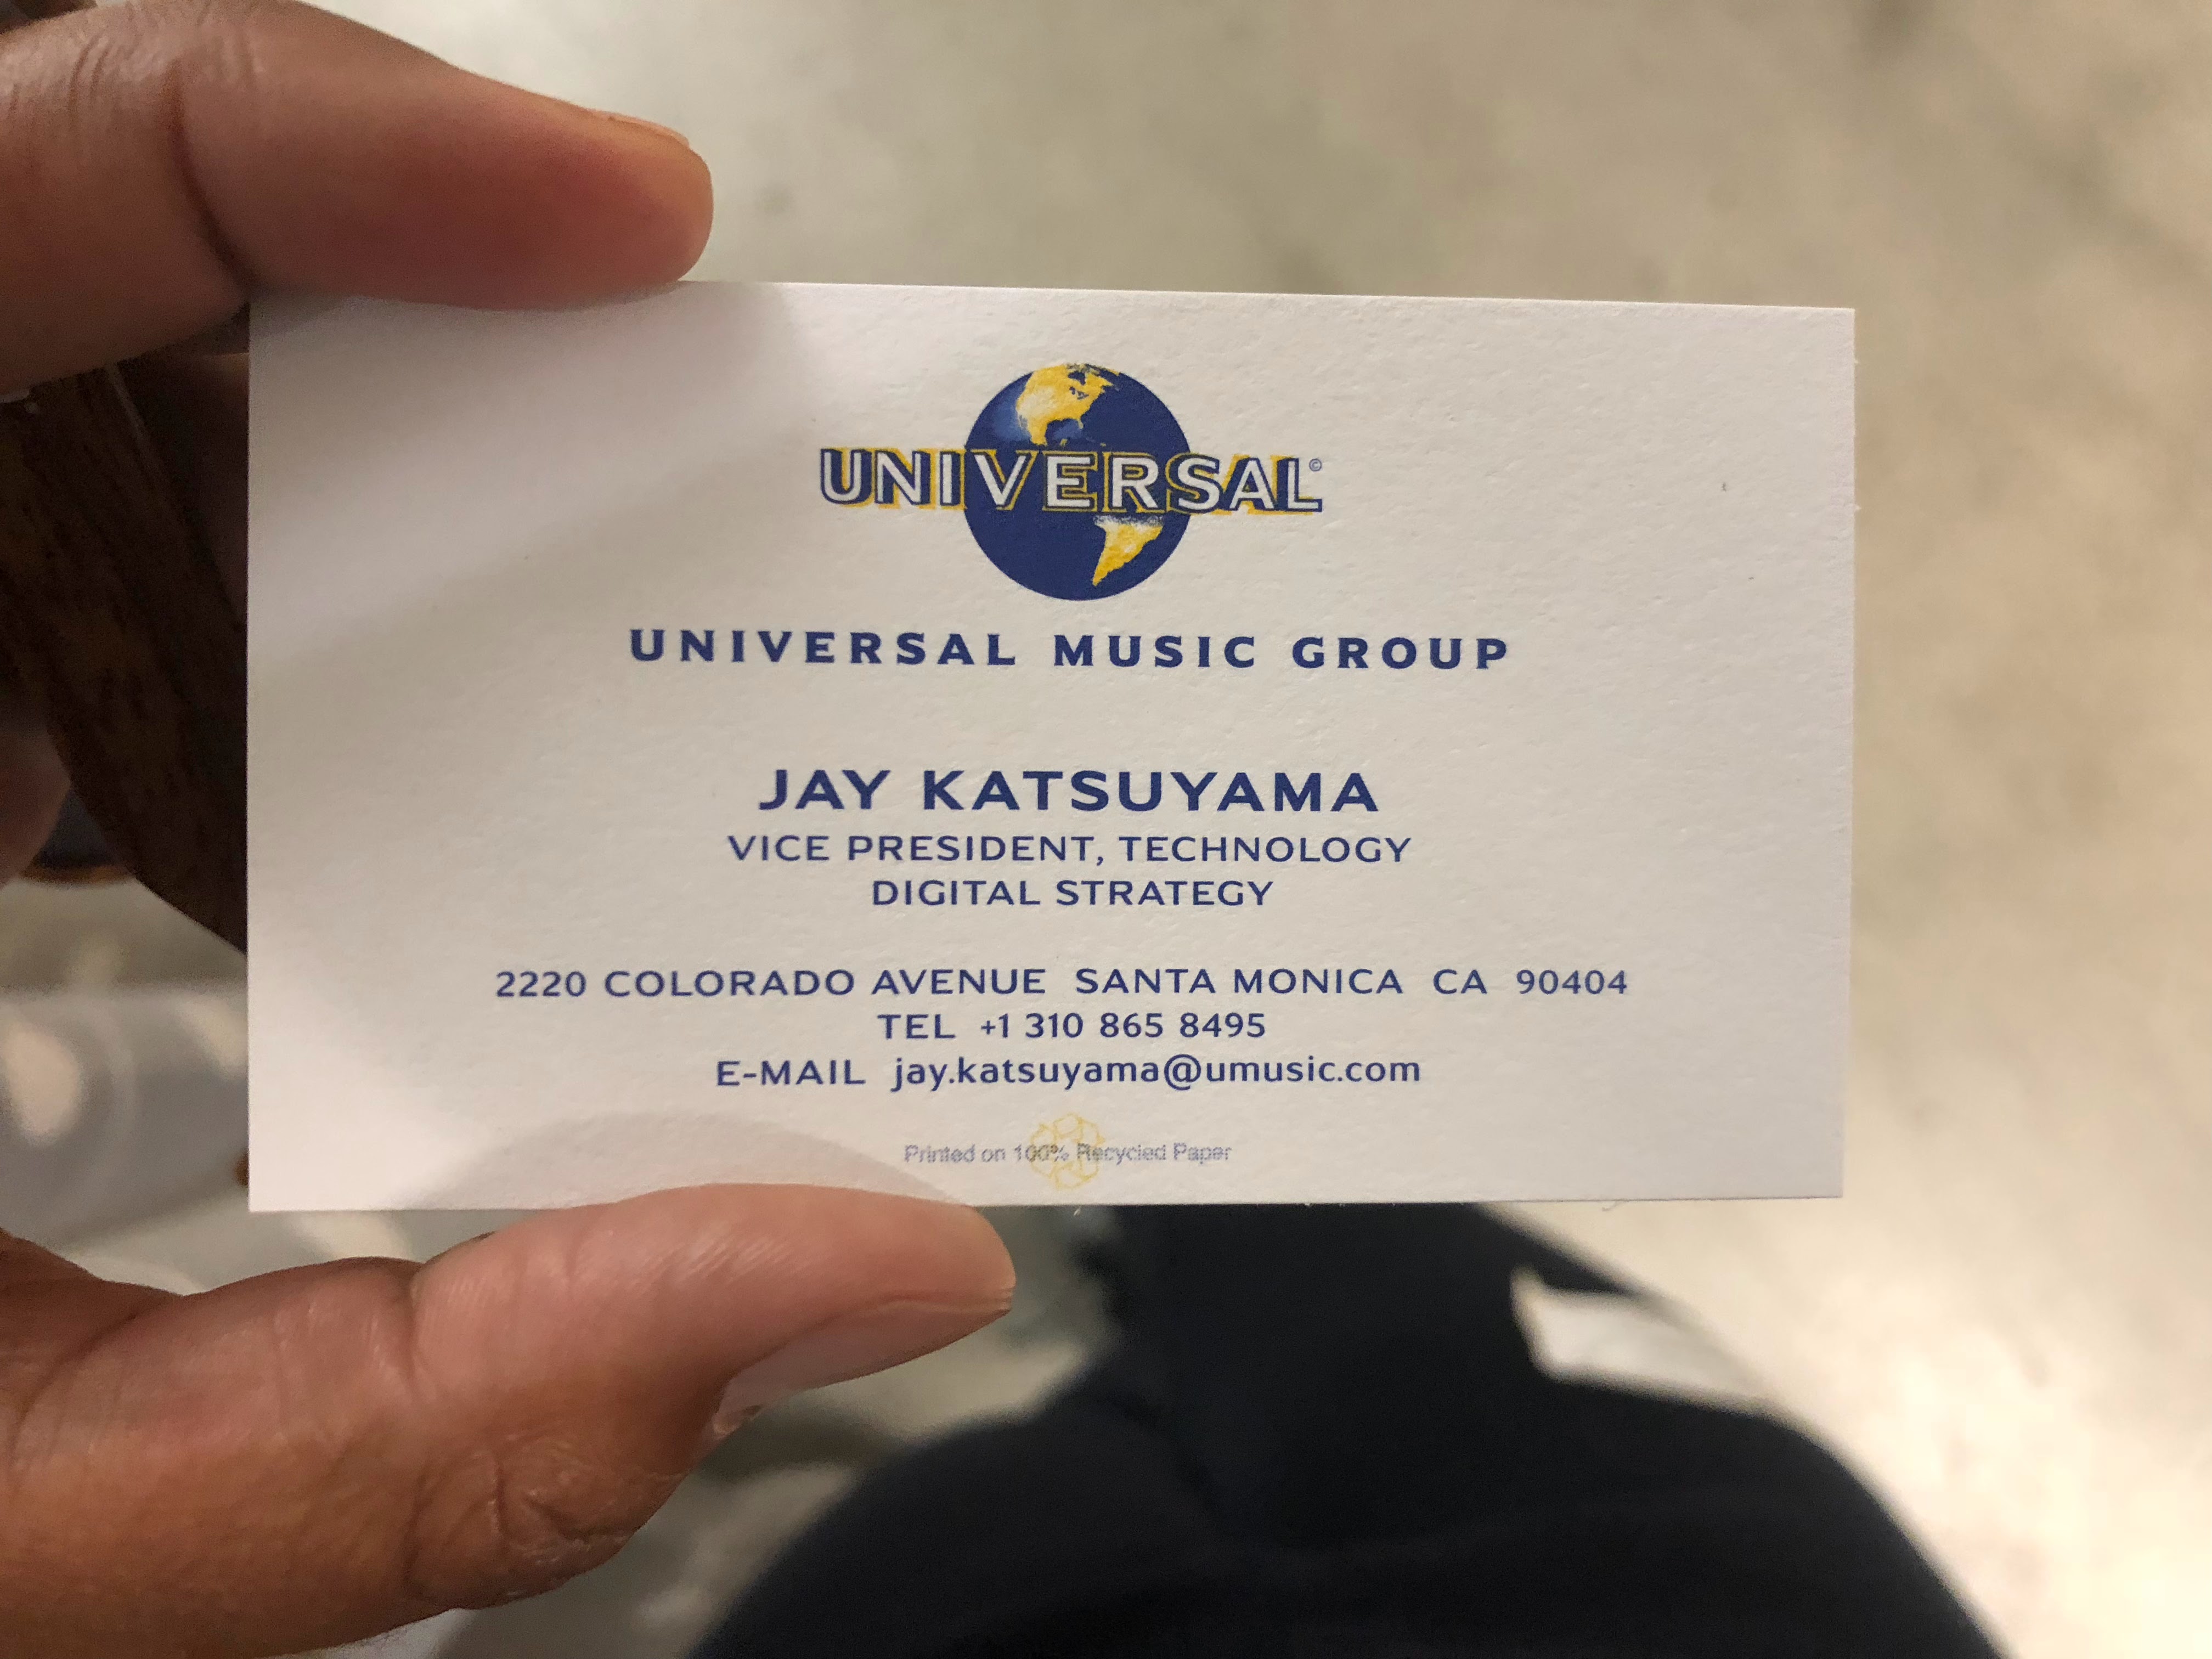 UNIVERSAL©
UNIVERSAL MUSIC GROUP
JAY KATSUYAMA
VICE PRESIDENT, TECHNOLOGY
DIGITAL STRATEGY
2220 COLORADO AVENUE SANTA MONICA CA 90404
TEL +1 310 865 8495
E-MAIL jay.katsuyama@umusic.com
Printed on 100% Recycled Paper